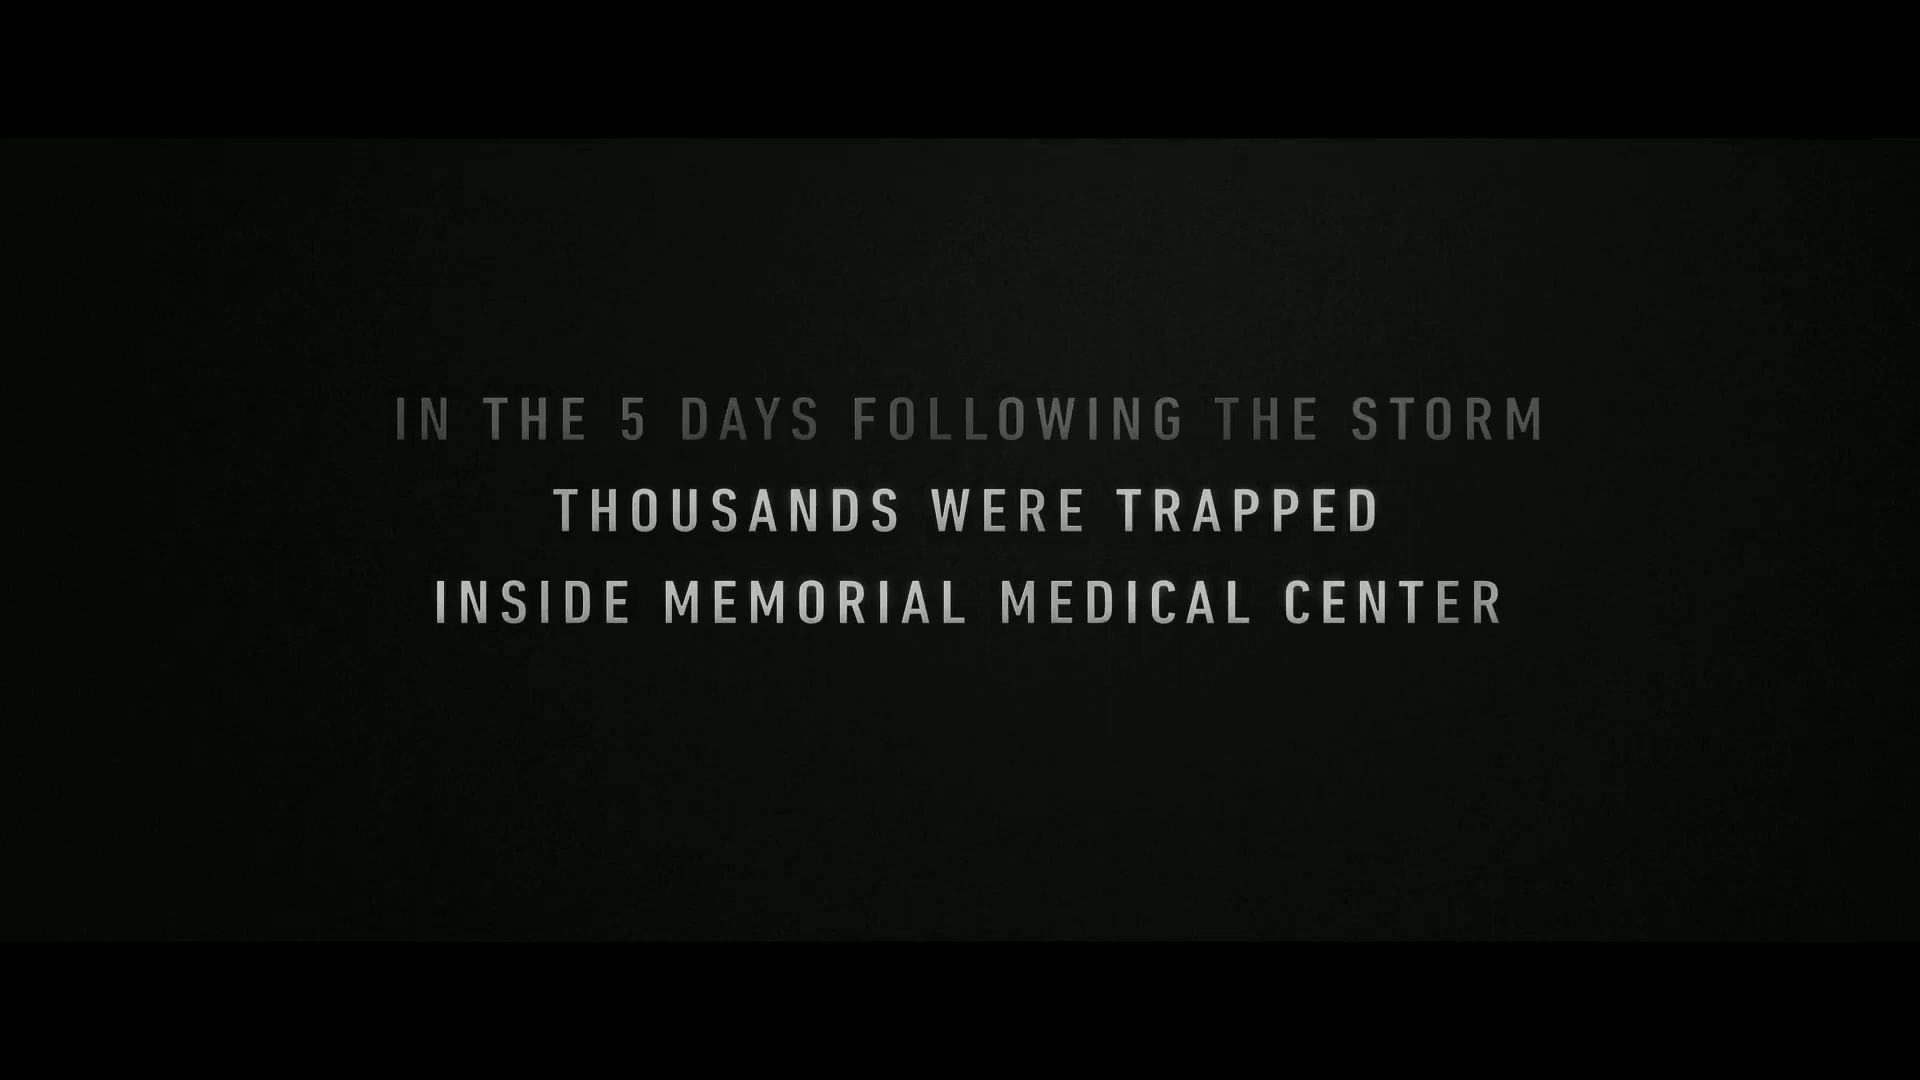 IN THE 5 DAYS FOLLOWING THE STORM
THOUSANDS WERE TRAPPED
INSIDE MEMORIAL MEDICAL CENTER